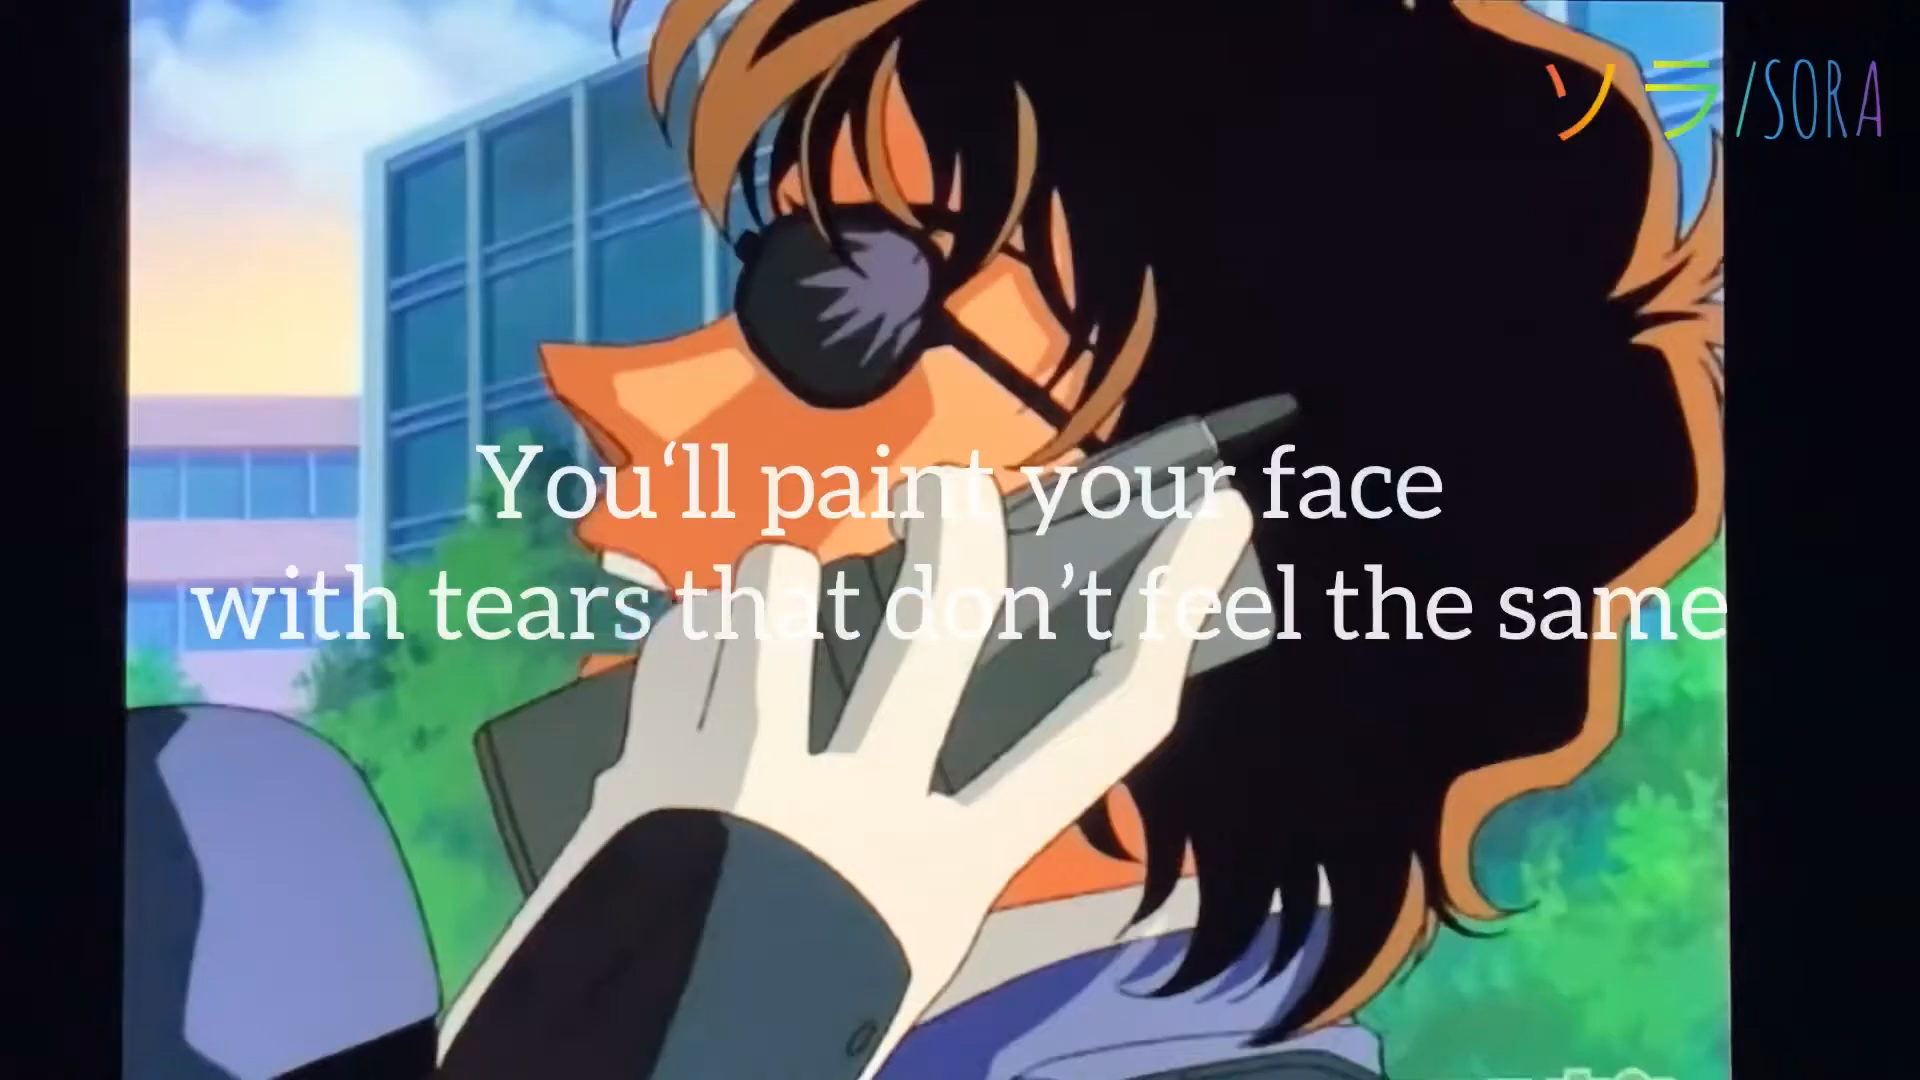 ソラ/SORA
You‘ll paint your face
with tears that don’t feel the same